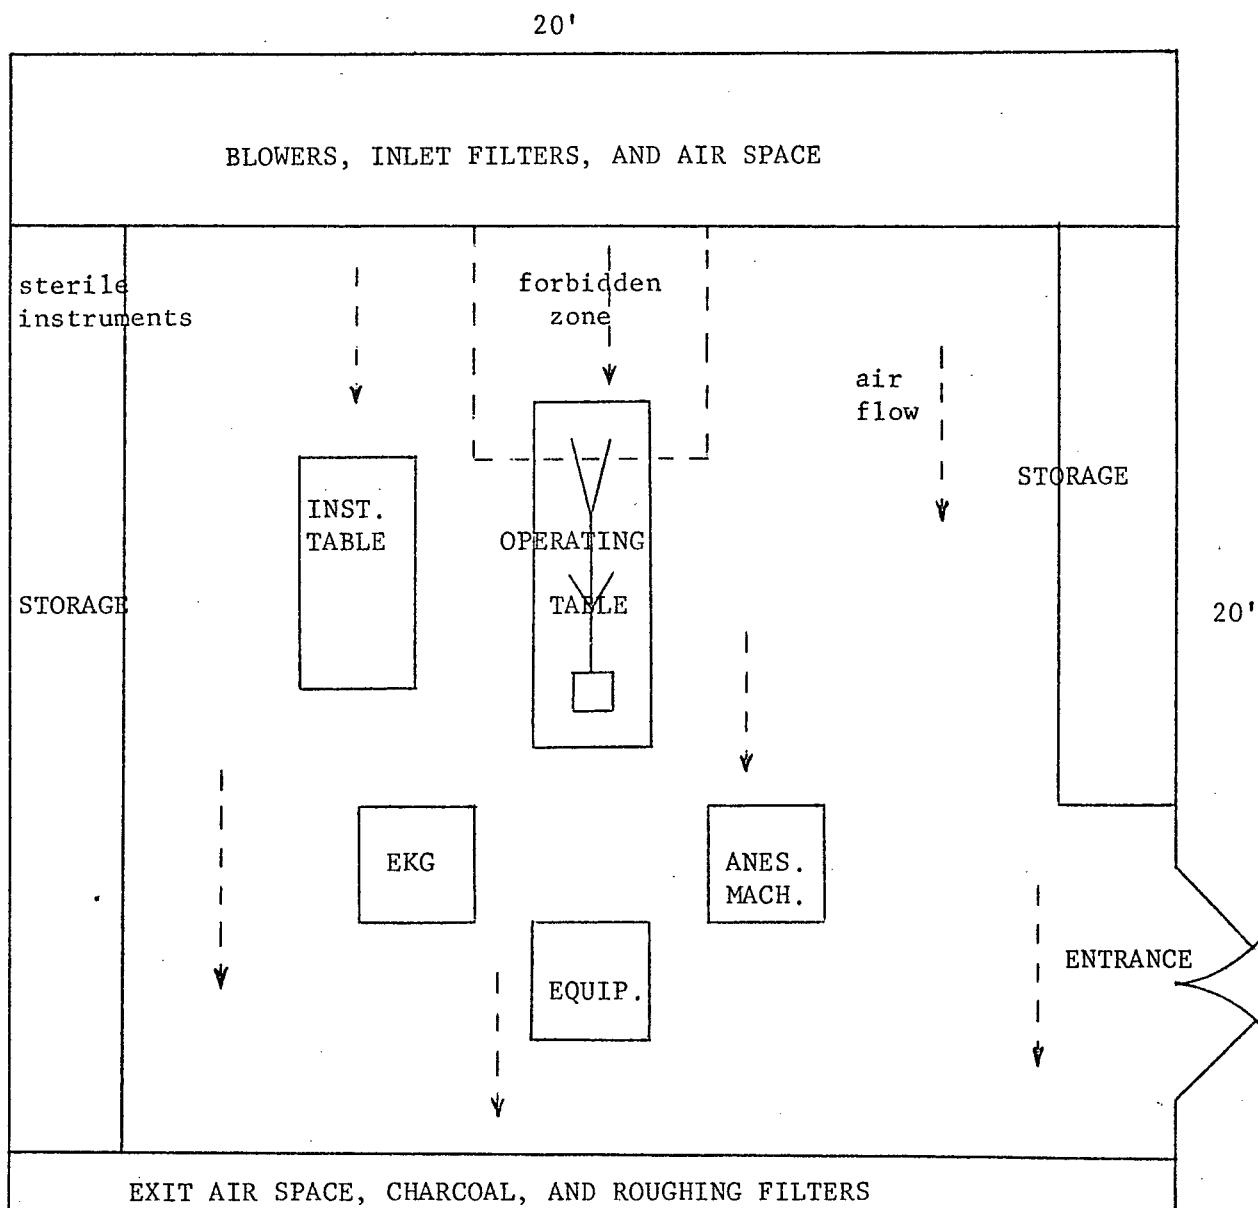 20'
BLOWERS, INLET FILTERS, AND AIR SPACE
sterile
instruments
forbidden
zone
air
flow
STORAGE
INST.
TABLE
OPERATING
TABLE
STORAGE
20'
EKG
ANES.
MACH.
ENTRANCE
EQUIP.
EXIT AIR SPACE, CHARCOAL, AND ROUGHING FILTERS